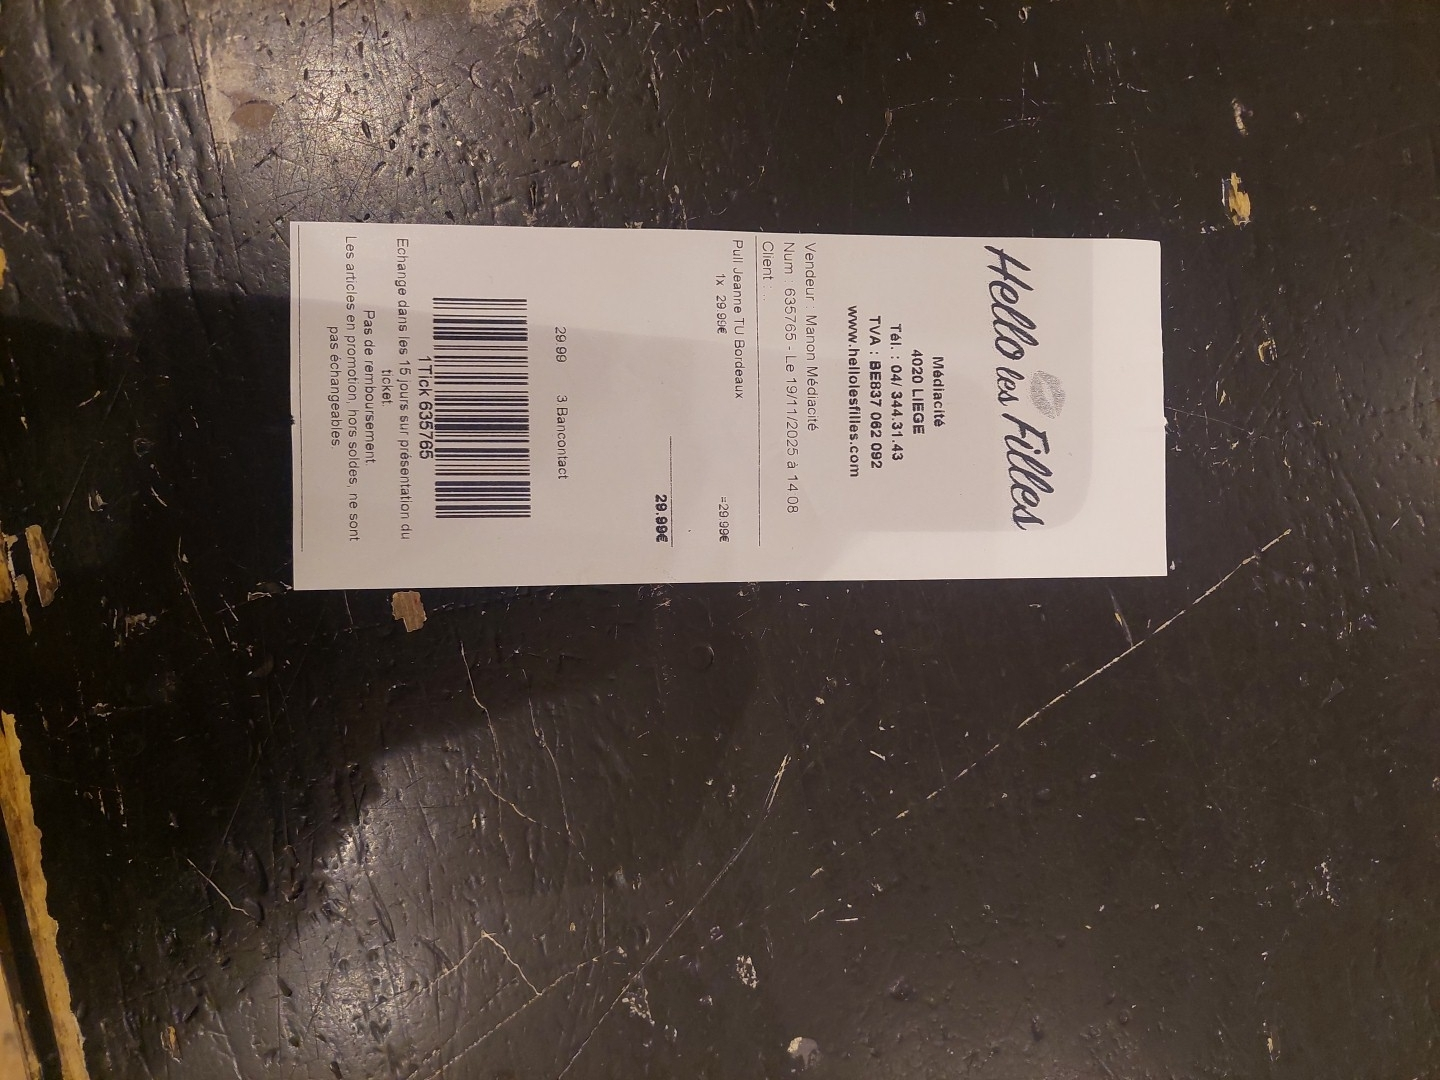 Hello les Filles
Médiacité
4020 LIEGE
Tél. : 04/ 344.31.43
TVA : BE837 062 092
www.hellolesfilles.com
Vendeur : Manon Médiacité
Num : 635765 - Le 19/11/2025 à 14:08
Client : ..
Pull Jeanne TU Bordeaux
1x 29.99€ =29.99€
29.99€
29.99 3.Bancontact
1Tick 635765
Echange dans les 15 jours sur présentation du
ticket.
Pas de remboursement.
Les articles en promotion, hors soldes, ne sont
pas échangeables.